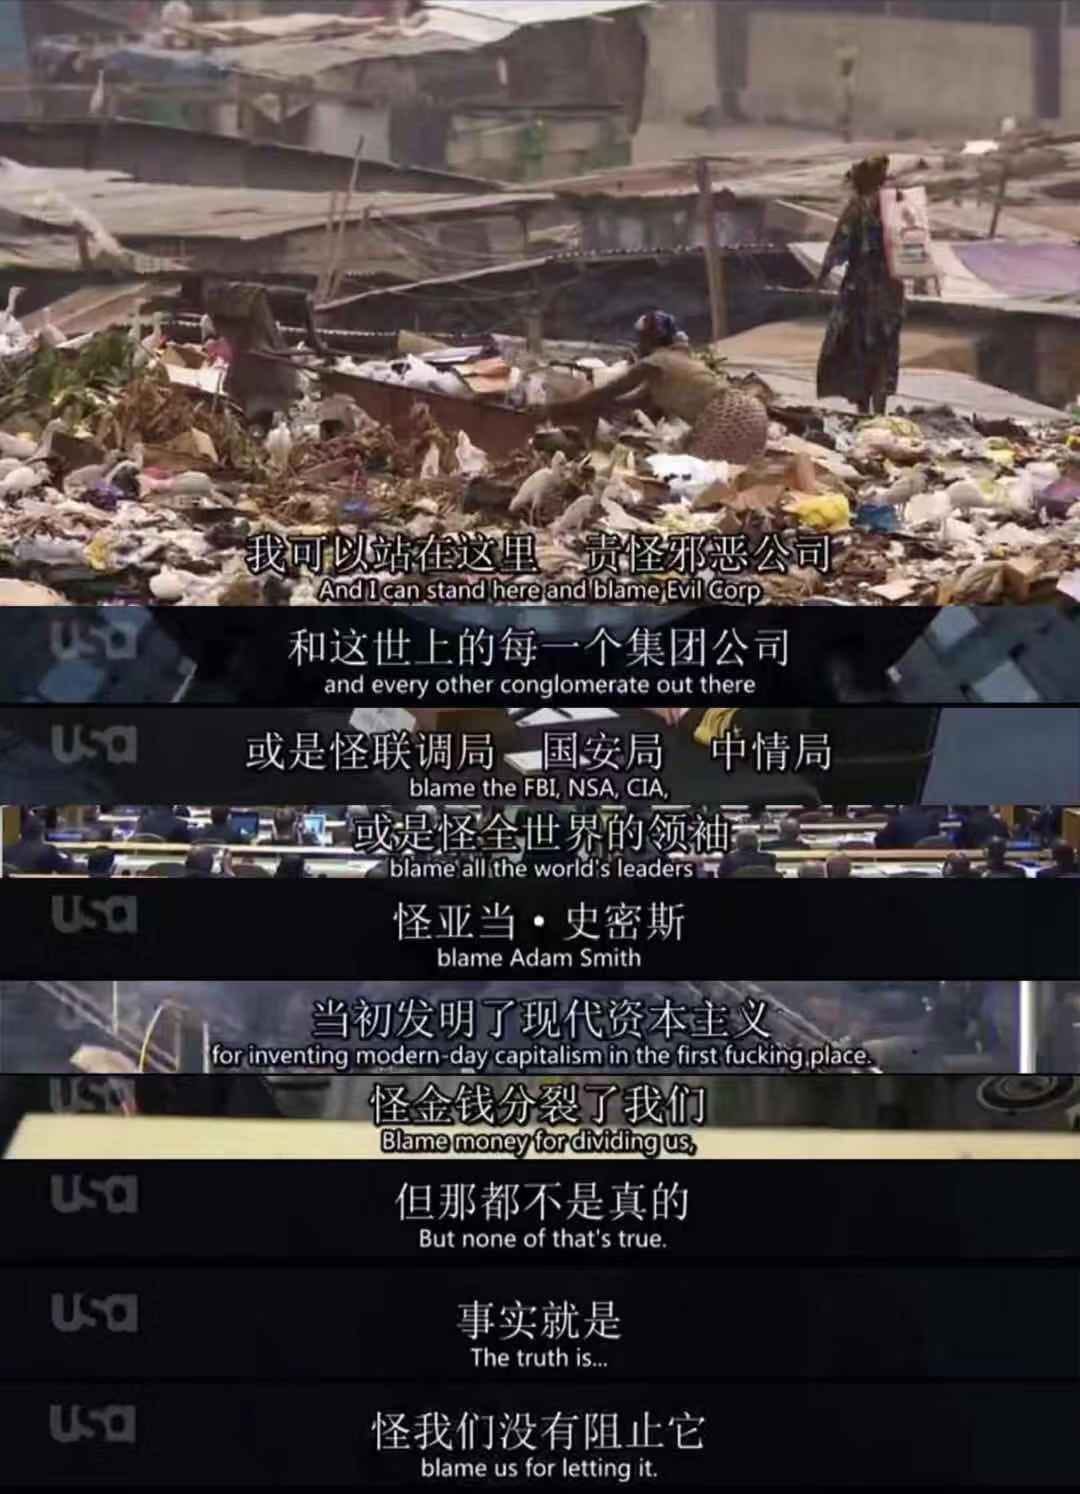 我可以站在这里 责怪邪恶公司
And I can stand here and blame Evil Corp
usa
和这世上的每一个集团公司
and every other conglomerate out there
usa
或是怪联调局 国安局 中情局
blame the FBI, NSA, CIA,
或是怪全世界的领袖
blame all the world's leaders
usa
怪亚当·史密斯
blame Adam Smith
当初发明了现代资本主义
for inventing modern-day capitalism in the first fucking place.
usa
怪金钱分裂了我们
Blame money for dividing us,
usa
但那都不是真的
But none of that's true.
usa
事实就是
The truth is...
usa
怪我们没有阻止它
blame us for letting it.